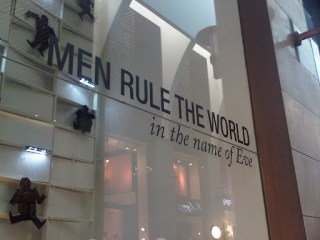 MEN RULE THE WORLD
in the name of Eve